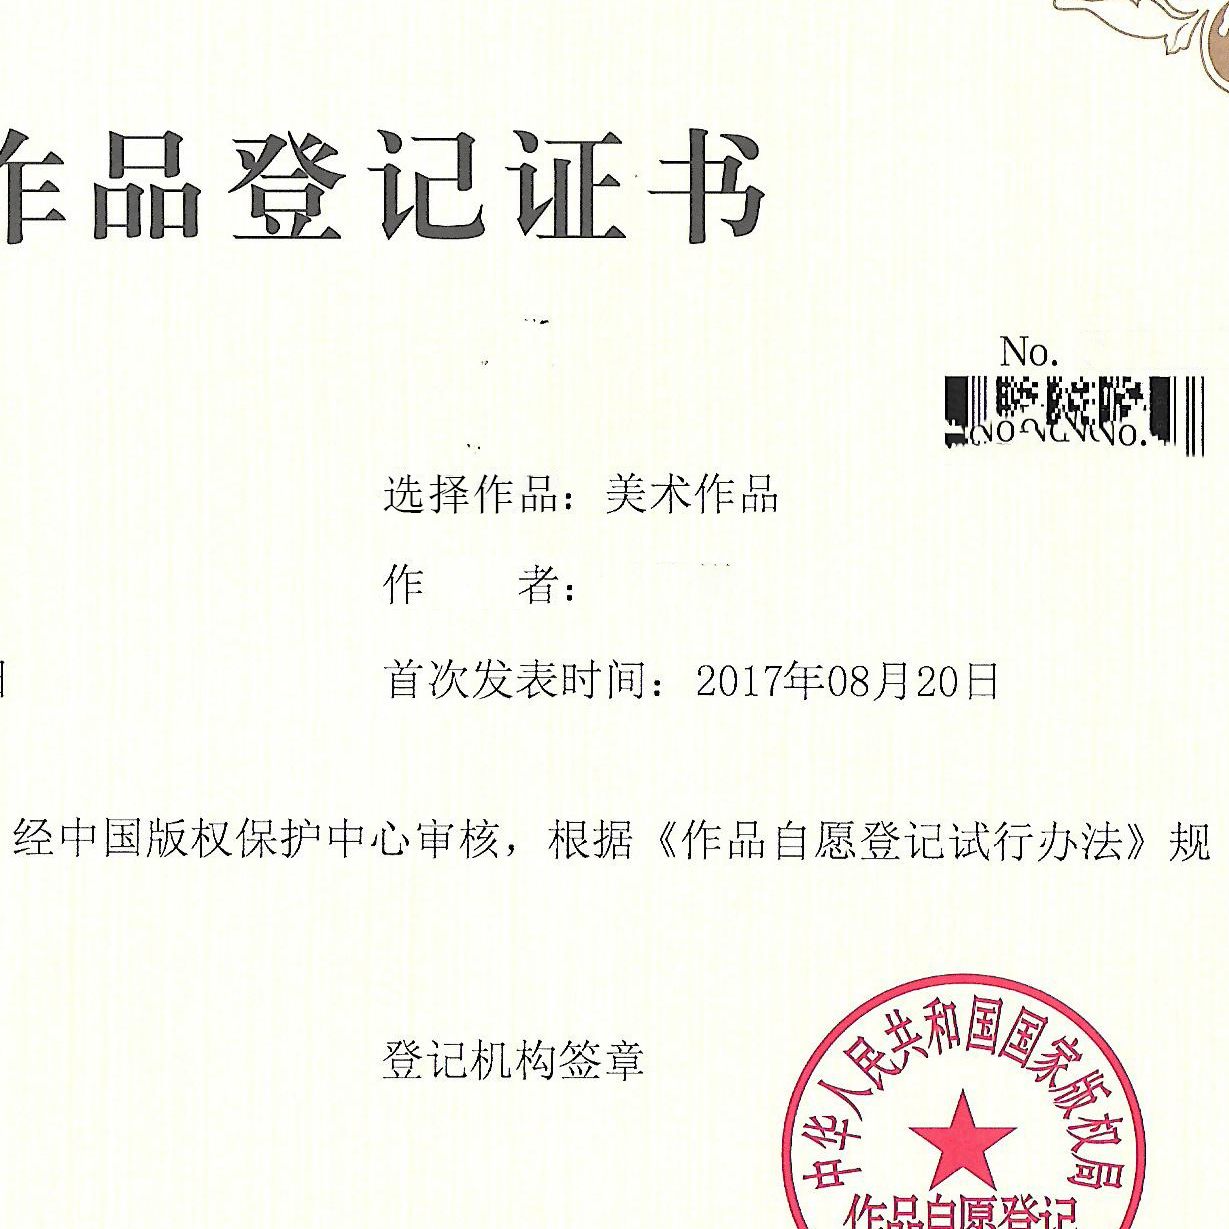 作品登记证书
No.
选择作品：美术作品
作 者：
首次发表时间：2017年08月20日
经中国版权保护中心审核，根据《作品自愿登记试行办法》规
登记机构签章
中华人民共和国国家版权局
作品自愿登记